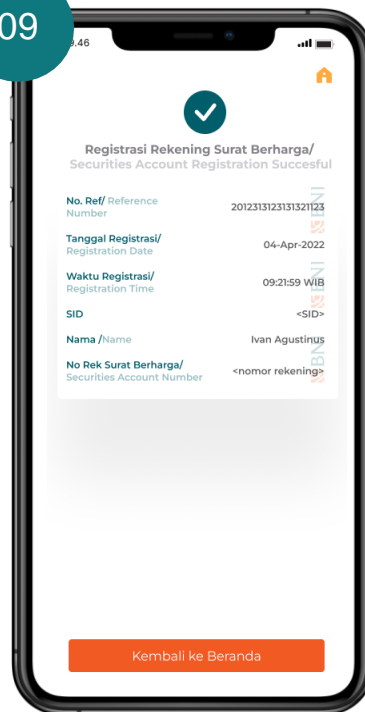 09
9.46
Registrasi Rekening Surat Berharga/
Securities Account Registration Succesful
No. Ref/ Reference
Number
2012313123131321123
Tanggal Registrasi/
Registration Date
04-Apr-2022
Waktu Registrasi/
Registration Time
09:21:59 WIB
SID
<SID>
Nama /Name
Ivan Agustinus
No Rek Surat Berharga/
Securities Account Number
<nomor rekening>
BNI
BNI
BNI
Kembali ke Beranda